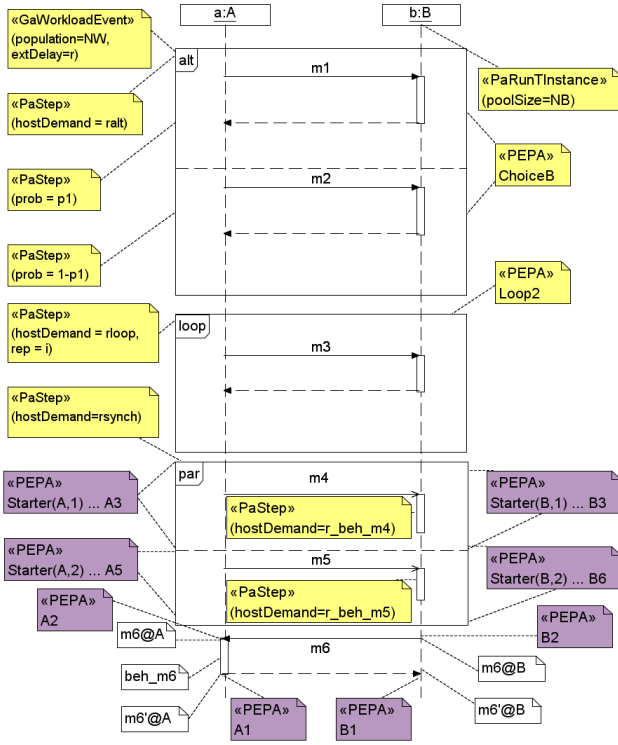 «GaWorkloadEvent»
(population=NW,
extDelay=r)
a:A
b:B
alt
m1
«PaRunTInstance»
(poolSize=NB)
«PaStep»
(hostDemand = ralt)
«PEPA»
ChoiceB
«PaStep»
(prob = p1)
m2
«PaStep»
(prob = 1-p1)
«PEPA»
Loop2
«PaStep»
(hostDemand = rloop,
rep = i)
loop
m3
«PaStep»
(hostDemand=rsynch)
par
«PEPA»
Starter(A,1) ... A3
m4
«PaStep»
(hostDemand=r_beh_m4)
«PEPA»
Starter(B,1) ... B3
«PEPA»
Starter(A,2) ... A5
m5
«PaStep»
(hostDemand=r_beh_m5)
«PEPA»
Starter(B,2) ... B6
«PEPA»
A2
«PEPA»
B2
m6@A
m6
m6@B
beh_m6
m6'@A
«PEPA»
A1
«PEPA»
B1
m6'@B